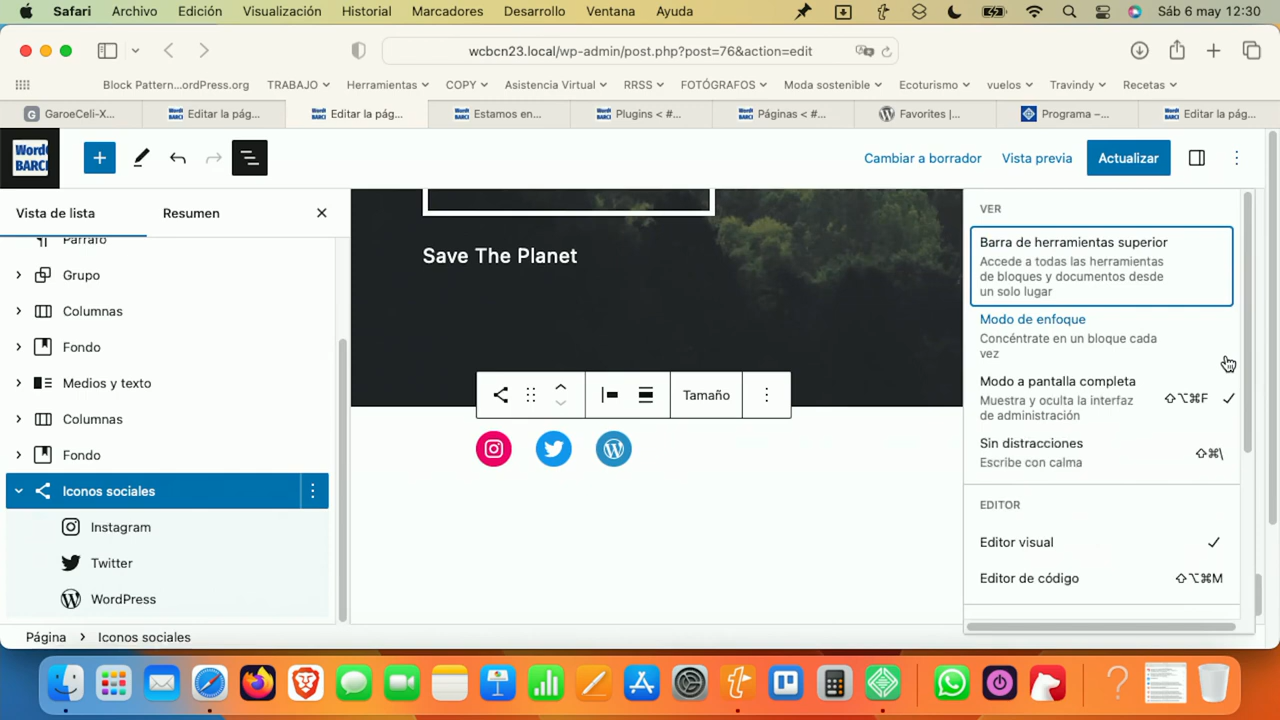 Safari Archivo Edición Visualización Historial Marcadores Desarrollo Ventana Ayuda Sáb 6 may 12:30
wcbcn23.local/wp-admin/post.php?post=76&action=edit
Block Pattern...ordPress.org TRABAJO Herramientas COPY Asistencia Virtual RRSS FOTÓGRAFOS Moda sostenible Ecoturismo vuelos Travindy Recetas
GaroeCeli-X... Editar la pág... Editar la pág... Estamos en... Plugins < #... Páginas < #... Favorites |... Programa –... Editar la pág...
Cambiar a borrador Vista previa Actualizar
Vista de lista Resumen
Párrafo
Grupo
Columnas
Fondo
Medios y texto
Columnas
Fondo
Iconos sociales
Instagram
Twitter
WordPress
Save The Planet
Tamaño
VER
Barra de herramientas superior
Accede a todas las herramientas
de bloques y documentos desde
un solo lugar
Modo de enfoque
Concéntrate en un bloque cada
vez
Modo a pantalla completa
Muestra y oculta la interfaz
de administración
⇧⌥⌘F
Sin distracciones
Escribe con calma
⇧⌘\
EDITOR
Editor visual
Editor de código ⇧⌥⌘M
Página > Iconos sociales